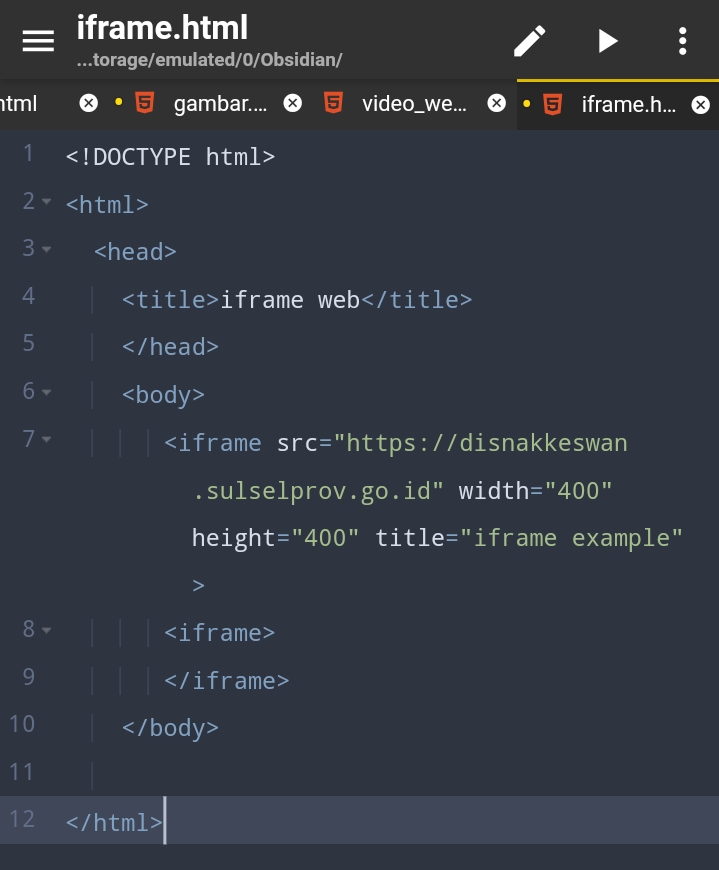 iframe.html
...torage/emulated/0/Obsidian/
html gambar.... video_we... iframe.h...
1 <!DOCTYPE html>
2 <html>
3 <head>
4 <title>iframe web</title>
5 </head>
6 <body>
7 <iframe src="https://disnakkeswan
.sulselprov.go.id" width="400"
height="400" title="iframe example"
>
8 <iframe>
9 </iframe>
10 </body>
11
12 </html>